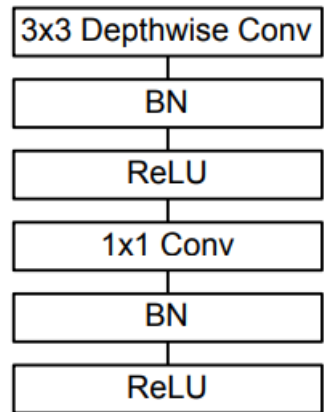 3x3 Depthwise Conv
BN
ReLU
1x1 Conv
BN
ReLU